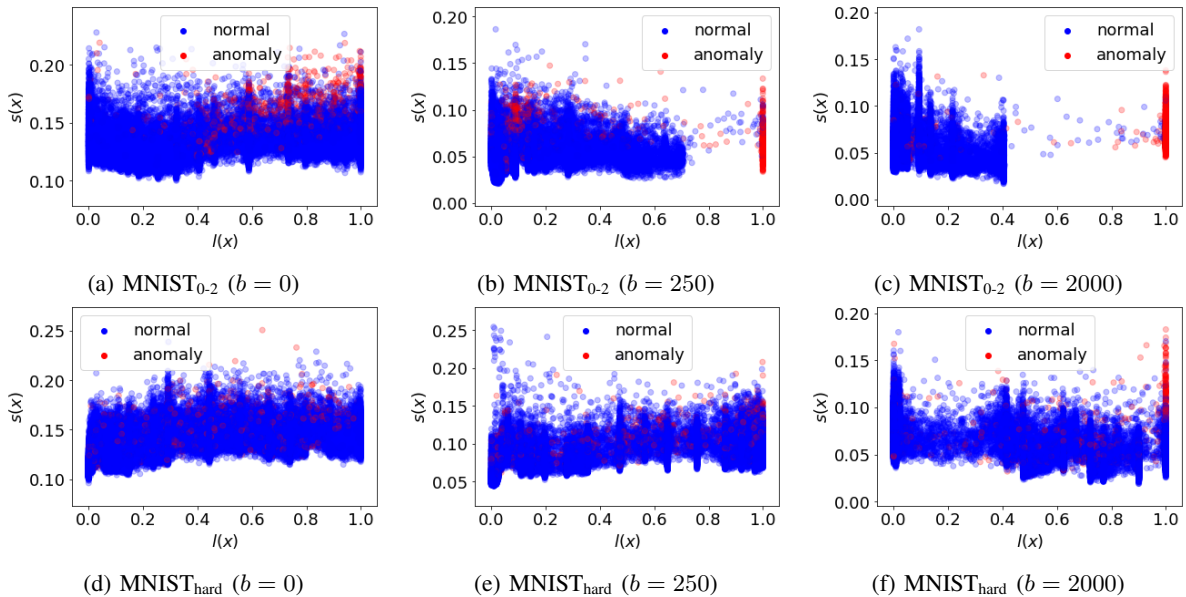 normal
anomaly
0.20
0.15
0.10
s(x)
0.0 0.2 0.4 0.6 0.8 1.0
l(x)
(a) MNIST0-2 (b = 0)
normal
anomaly
0.20
0.15
0.10
0.05
0.00
s(x)
0.0 0.2 0.4 0.6 0.8 1.0
l(x)
(b) MNIST0-2 (b = 250)
normal
anomaly
0.20
0.15
0.10
0.05
0.00
s(x)
0.0 0.2 0.4 0.6 0.8 1.0
l(x)
(c) MNIST0-2 (b = 2000)
normal
anomaly
0.25
0.20
0.15
0.10
s(x)
0.0 0.2 0.4 0.6 0.8 1.0
l(x)
(d) MNISThard (b = 0)
normal
anomaly
0.25
0.20
0.15
0.10
0.05
s(x)
0.0 0.2 0.4 0.6 0.8 1.0
l(x)
(e) MNISThard (b = 250)
normal
anomaly
0.20
0.15
0.10
0.05
0.00
s(x)
0.0 0.2 0.4 0.6 0.8 1.0
l(x)
(f) MNISThard (b = 2000)